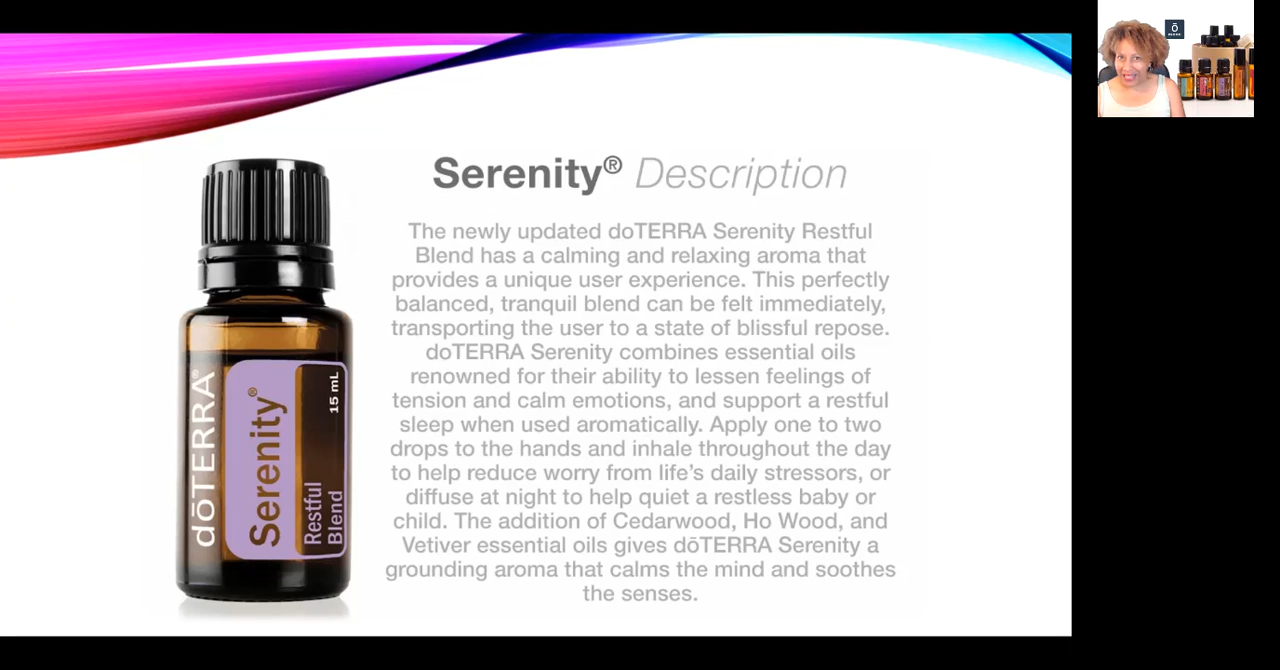 Serenity® Description
The newly updated doTERRA Serenity Restful
Blend has a calming and relaxing aroma that
provides a unique user experience. This perfectly
balanced, tranquil blend can be felt immediately,
transporting the user to a state of blissful repose.
doTERRA Serenity combines essential oils
renowned for their ability to lessen feelings of
tension and calm emotions, and support a restful
sleep when used aromatically. Apply one to two
drops to the hands and inhale throughout the day
to help reduce worry from life's daily stressors, or
diffuse at night to help quiet a restless baby or
child. The addition of Cedarwood, Ho Wood, and
Vetiver essential oils gives dōTERRA Serenity a
grounding aroma that calms the mind and soothes
the senses.
dōTERRA®
Serenity®
Restful
Blend
15 mL